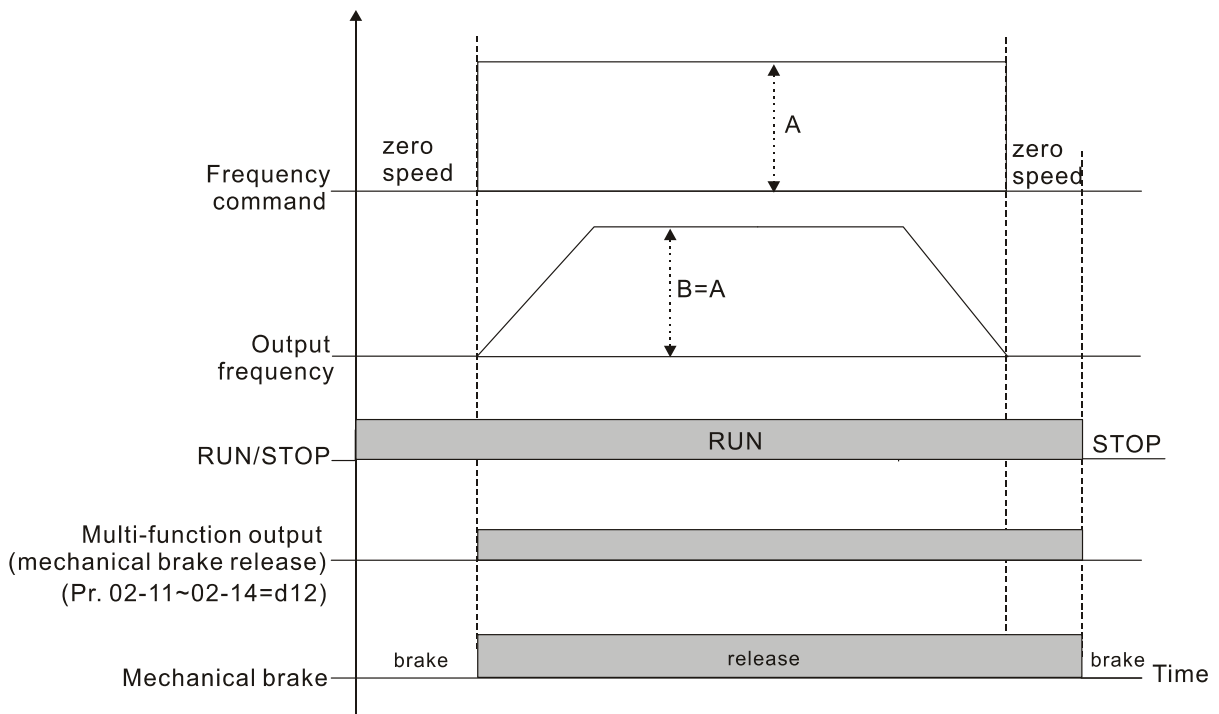 zero
speed
A
zero
speed
Frequency
command
B=A
Output
frequency
RUN
RUN/STOP
STOP
Multi-function output
(mechanical brake release)
(Pr. 02-11~02-14=d12)
brake
release
brake
Mechanical brake
Time